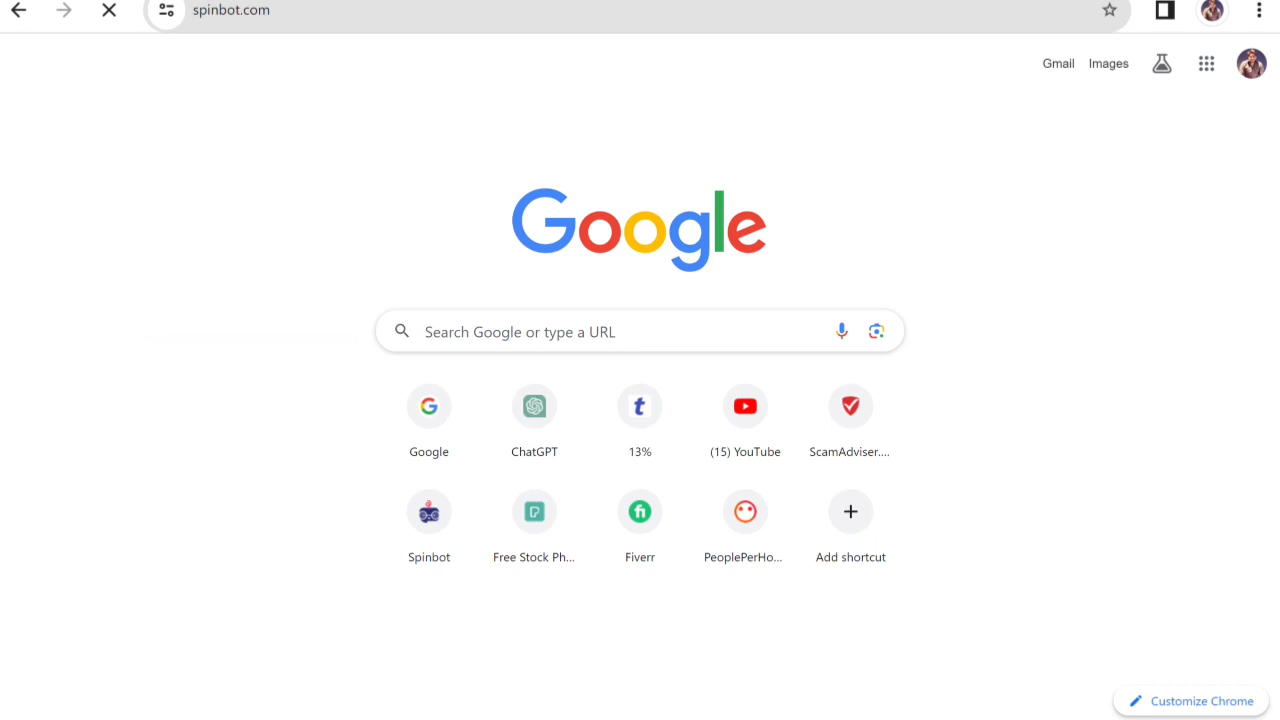 spinbot.com
Gmail Images
Google
Search Google or type a URL
Google ChatGPT 13% (15) YouTube ScamAdviser....
Spinbot Free Stock Ph... Fiverr PeoplePerHo... Add shortcut
Customize Chrome